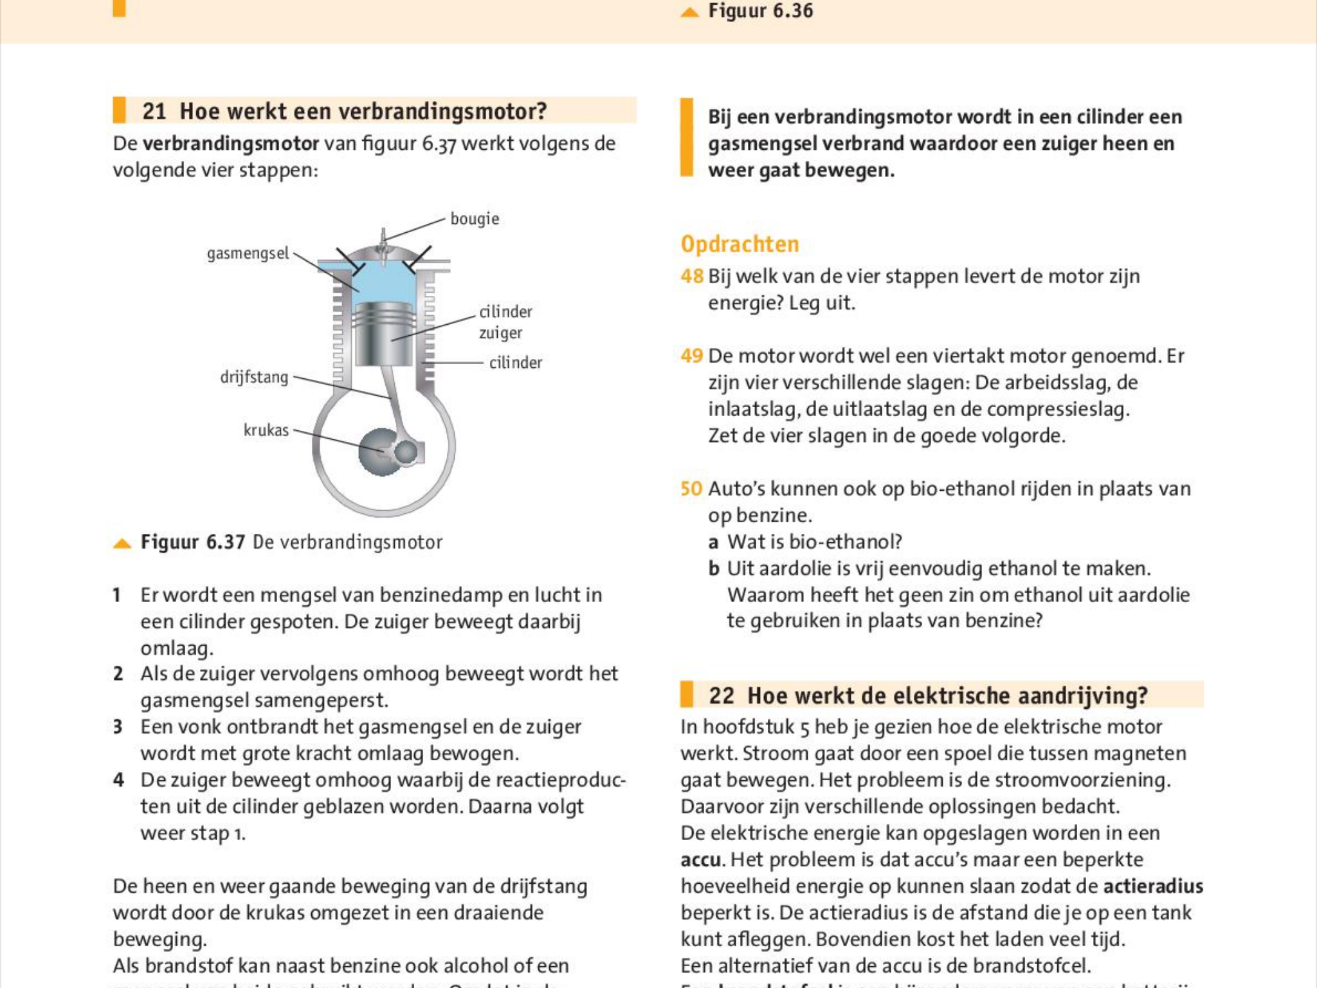 Figuur 6.36
21 Hoe werkt een verbrandingsmotor?
De verbrandingsmotor van figuur 6.37 werkt volgens de
volgende vier stappen:
bougie
gasmengsel
cilinder
zuiger
cilinder
drijfstang
krukas
Figuur 6.37 De verbrandingsmotor
1 Er wordt een mengsel van benzinedamp en lucht in
een cilinder gespoten. De zuiger beweegt daarbij
omlaag.
2 Als de zuiger vervolgens omhoog beweegt wordt het
gasmengsel samengeperst.
3 Een vonk ontbrandt het gasmengsel en de zuiger
wordt met grote kracht omlaag bewogen.
4 De zuiger beweegt omhoog waarbij de reactieproduc-
ten uit de cilinder geblazen worden. Daarna volgt
weer stap 1.
De heen en weer gaande beweging van de drijfstang
wordt door de krukas omgezet in een draaiende
beweging.
Als brandstof kan naast benzine ook alcohol of een
Bij een verbrandingsmotor wordt in een cilinder een
gasmengsel verbrand waardoor een zuiger heen en
weer gaat bewegen.
Opdrachten
48 Bij welk van de vier stappen levert de motor zijn
energie? Leg uit.
49 De motor wordt wel een viertakt motor genoemd. Er
zijn vier verschillende slagen: De arbeidsslag, de
inlaatslag, de uitlaatslag en de compressieslag.
Zet de vier slagen in de goede volgorde.
50 Auto's kunnen ook op bio-ethanol rijden in plaats van
op benzine.
a Wat is bio-ethanol?
b Uit aardolie is vrij eenvoudig ethanol te maken.
Waarom heeft het geen zin om ethanol uit aardolie
te gebruiken in plaats van benzine?
22 Hoe werkt de elektrische aandrijving?
In hoofdstuk 5 heb je gezien hoe de elektrische motor
werkt. Stroom gaat door een spoel die tussen magneten
gaat bewegen. Het probleem is de stroomvoorziening.
Daarvoor zijn verschillende oplossingen bedacht.
De elektrische energie kan opgeslagen worden in een
accu. Het probleem is dat accu's maar een beperkte
hoeveelheid energie op kunnen slaan zodat de actieradius
beperkt is. De actieradius is de afstand die je op een tank
kunt afleggen. Bovendien kost het laden veel tijd.
Een alternatief van de accu is de brandstofcel.